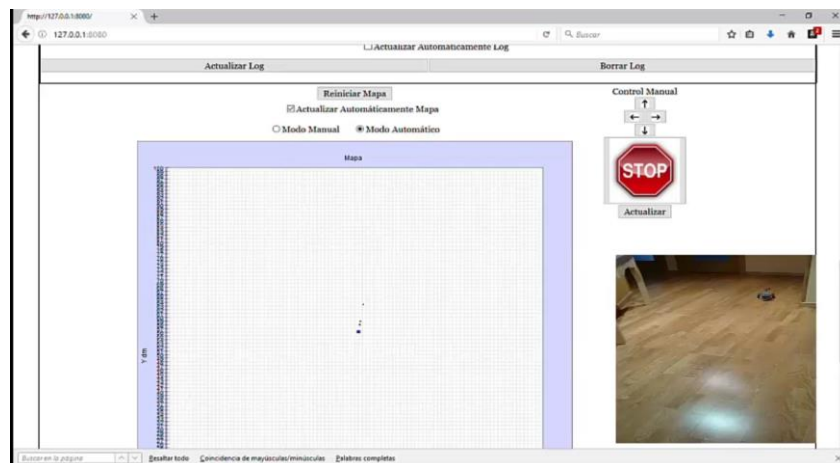 http://127.0.0.1:8080/
127.0.0.1:8080
Buscar
Actualizar Automáticamente Log
Actualizar Log
Borrar Log
Reiniciar Mapa
Control Manual
Actualizar Automáticamente Mapa
Modo Manual
Modo Automático
Mapa
STOP
Actualizar
100
Y dm
Buscar en la página
Resaltar todo
Coincidencia de mayúsculas/minúsculas
Palabras completas